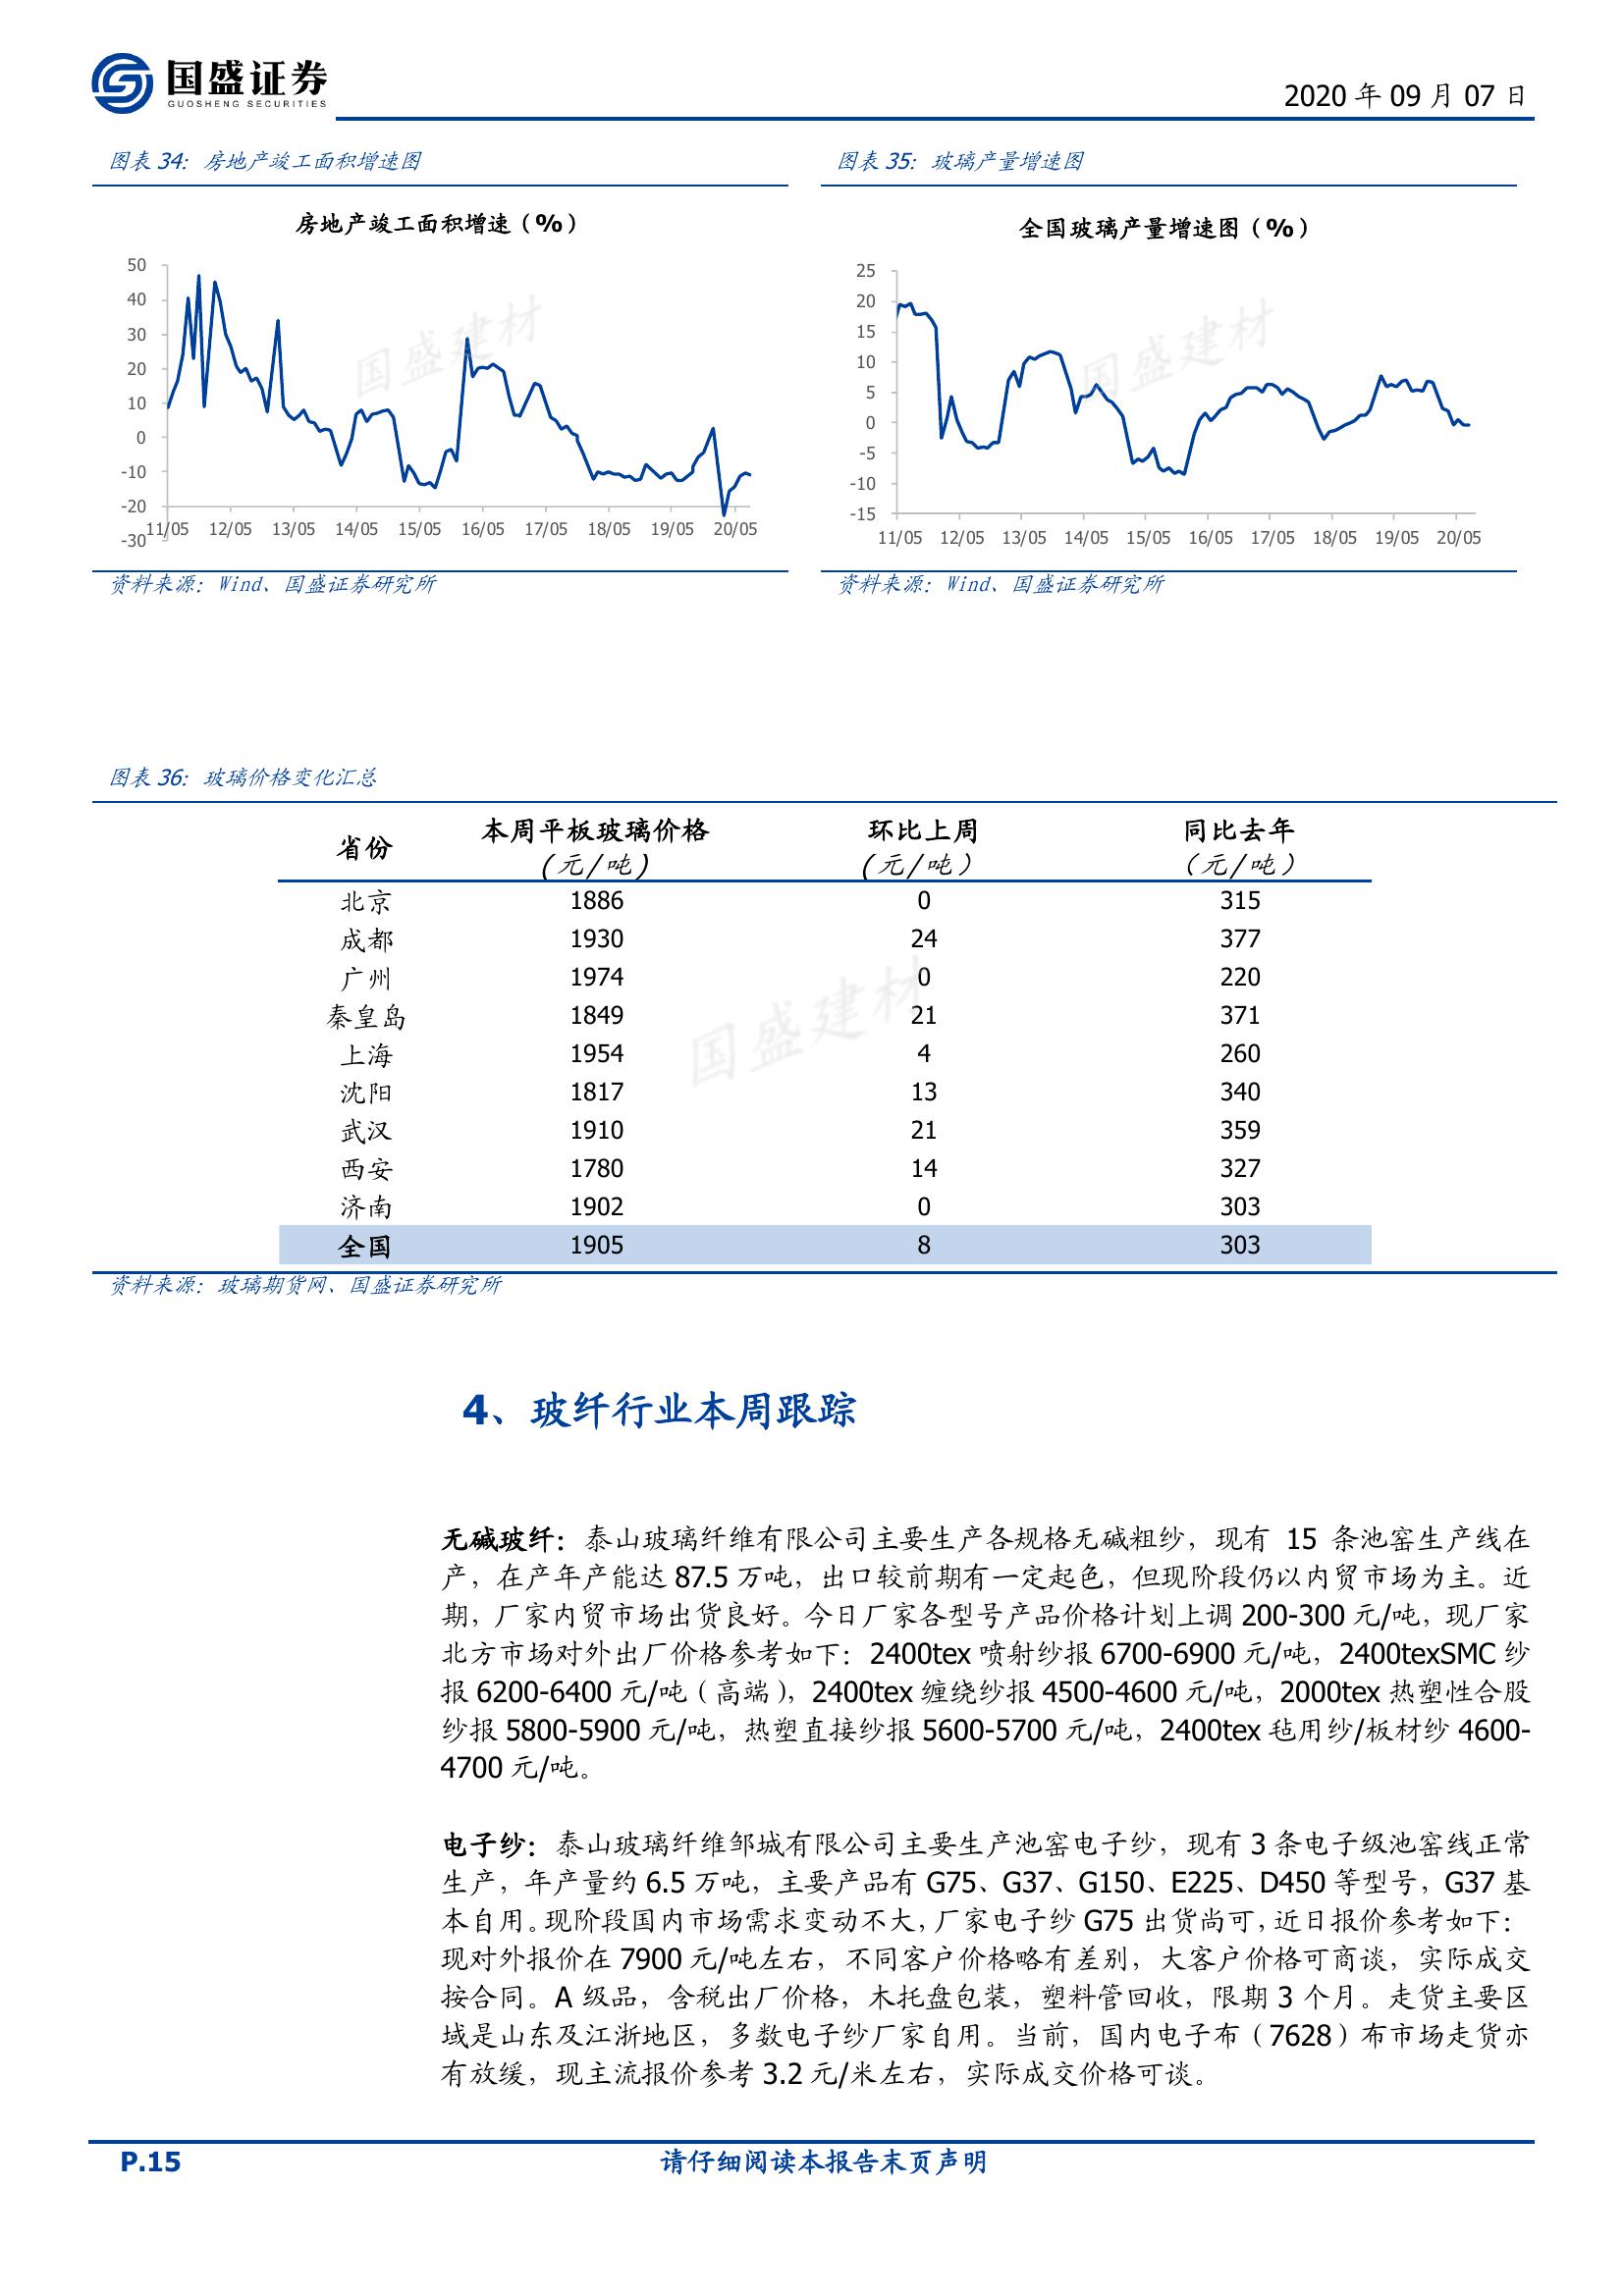 国盛证券
GUOSHENG SECURITIES
2020 年 09 月 07 日
图表 34：房地产竣工面积增速图
图表 35：玻璃产量增速图
房地产竣工面积增速（%）
50
40
30
20
10
0
-10
-20
-30
11/05 12/05 13/05 14/05 15/05 16/05 17/05 18/05 19/05 20/05
国盛建材
全国玻璃产量增速图（%）
25
20
15
10
5
0
-5
-10
-15
11/05 12/05 13/05 14/05 15/05 16/05 17/05 18/05 19/05 20/05
国盛建材
资料来源：Wind、国盛证券研究所
资料来源：Wind、国盛证券研究所
图表 36：玻璃价格变化汇总
省份 本周平板玻璃价格（元/吨） 环比上周（元/吨） 同比去年（元/吨）
北京 1886 0 315
成都 1930 24 377
广州 1974 0 220
秦皇岛 1849 21 371
上海 1954 4 260
沈阳 1817 13 340
武汉 1910 21 359
西安 1780 14 327
济南 1902 0 303
全国 1905 8 303
国盛建材
资料来源：玻璃期货网、国盛证券研究所
4、玻纤行业本周跟踪
无碱玻纤：泰山玻璃纤维有限公司主要生产各规格无碱粗纱，现有 15 条池窑生产线在
产，在产年产能达 87.5 万吨，出口较前期有一定起色，但现阶段仍以内贸市场为主。近
期，厂家内贸市场出货良好。今日厂家各型号产品价格计划上调 200-300 元/吨，现厂家
北方市场对外出厂价格参考如下：2400tex 喷射纱报 6700-6900 元/吨，2400texSMC 纱
报 6200-6400 元/吨（高端），2400tex 缠绕纱报 4500-4600 元/吨，2000tex 热塑性合股
纱报 5800-5900 元/吨，热塑直接纱报 5600-5700 元/吨，2400tex 毡用纱/板材纱 4600-
4700 元/吨。
电子纱：泰山玻璃纤维邹城有限公司主要生产池窑电子纱，现有 3 条电子级池窑线正常
生产，年产量约 6.5 万吨，主要产品有 G75、G37、G150、E225、D450 等型号，G37 基
本自用。现阶段国内市场需求变动不大，厂家电子纱 G75 出货尚可，近日报价参考如下：
现对外报价在 7900 元/吨左右，不同客户价格略有差别，大客户价格可商谈，实际成交
按合同。A 级品，含税出厂价格，木托盘包装，塑料管回收，限期 3 个月。走货主要区
域是山东及江浙地区，多数电子纱厂家自用。当前，国内电子布（7628）布市场走货亦
有放缓，现主流报价参考 3.2 元/米左右，实际成交价格可谈。
P.15
请仔细阅读本报告末页声明